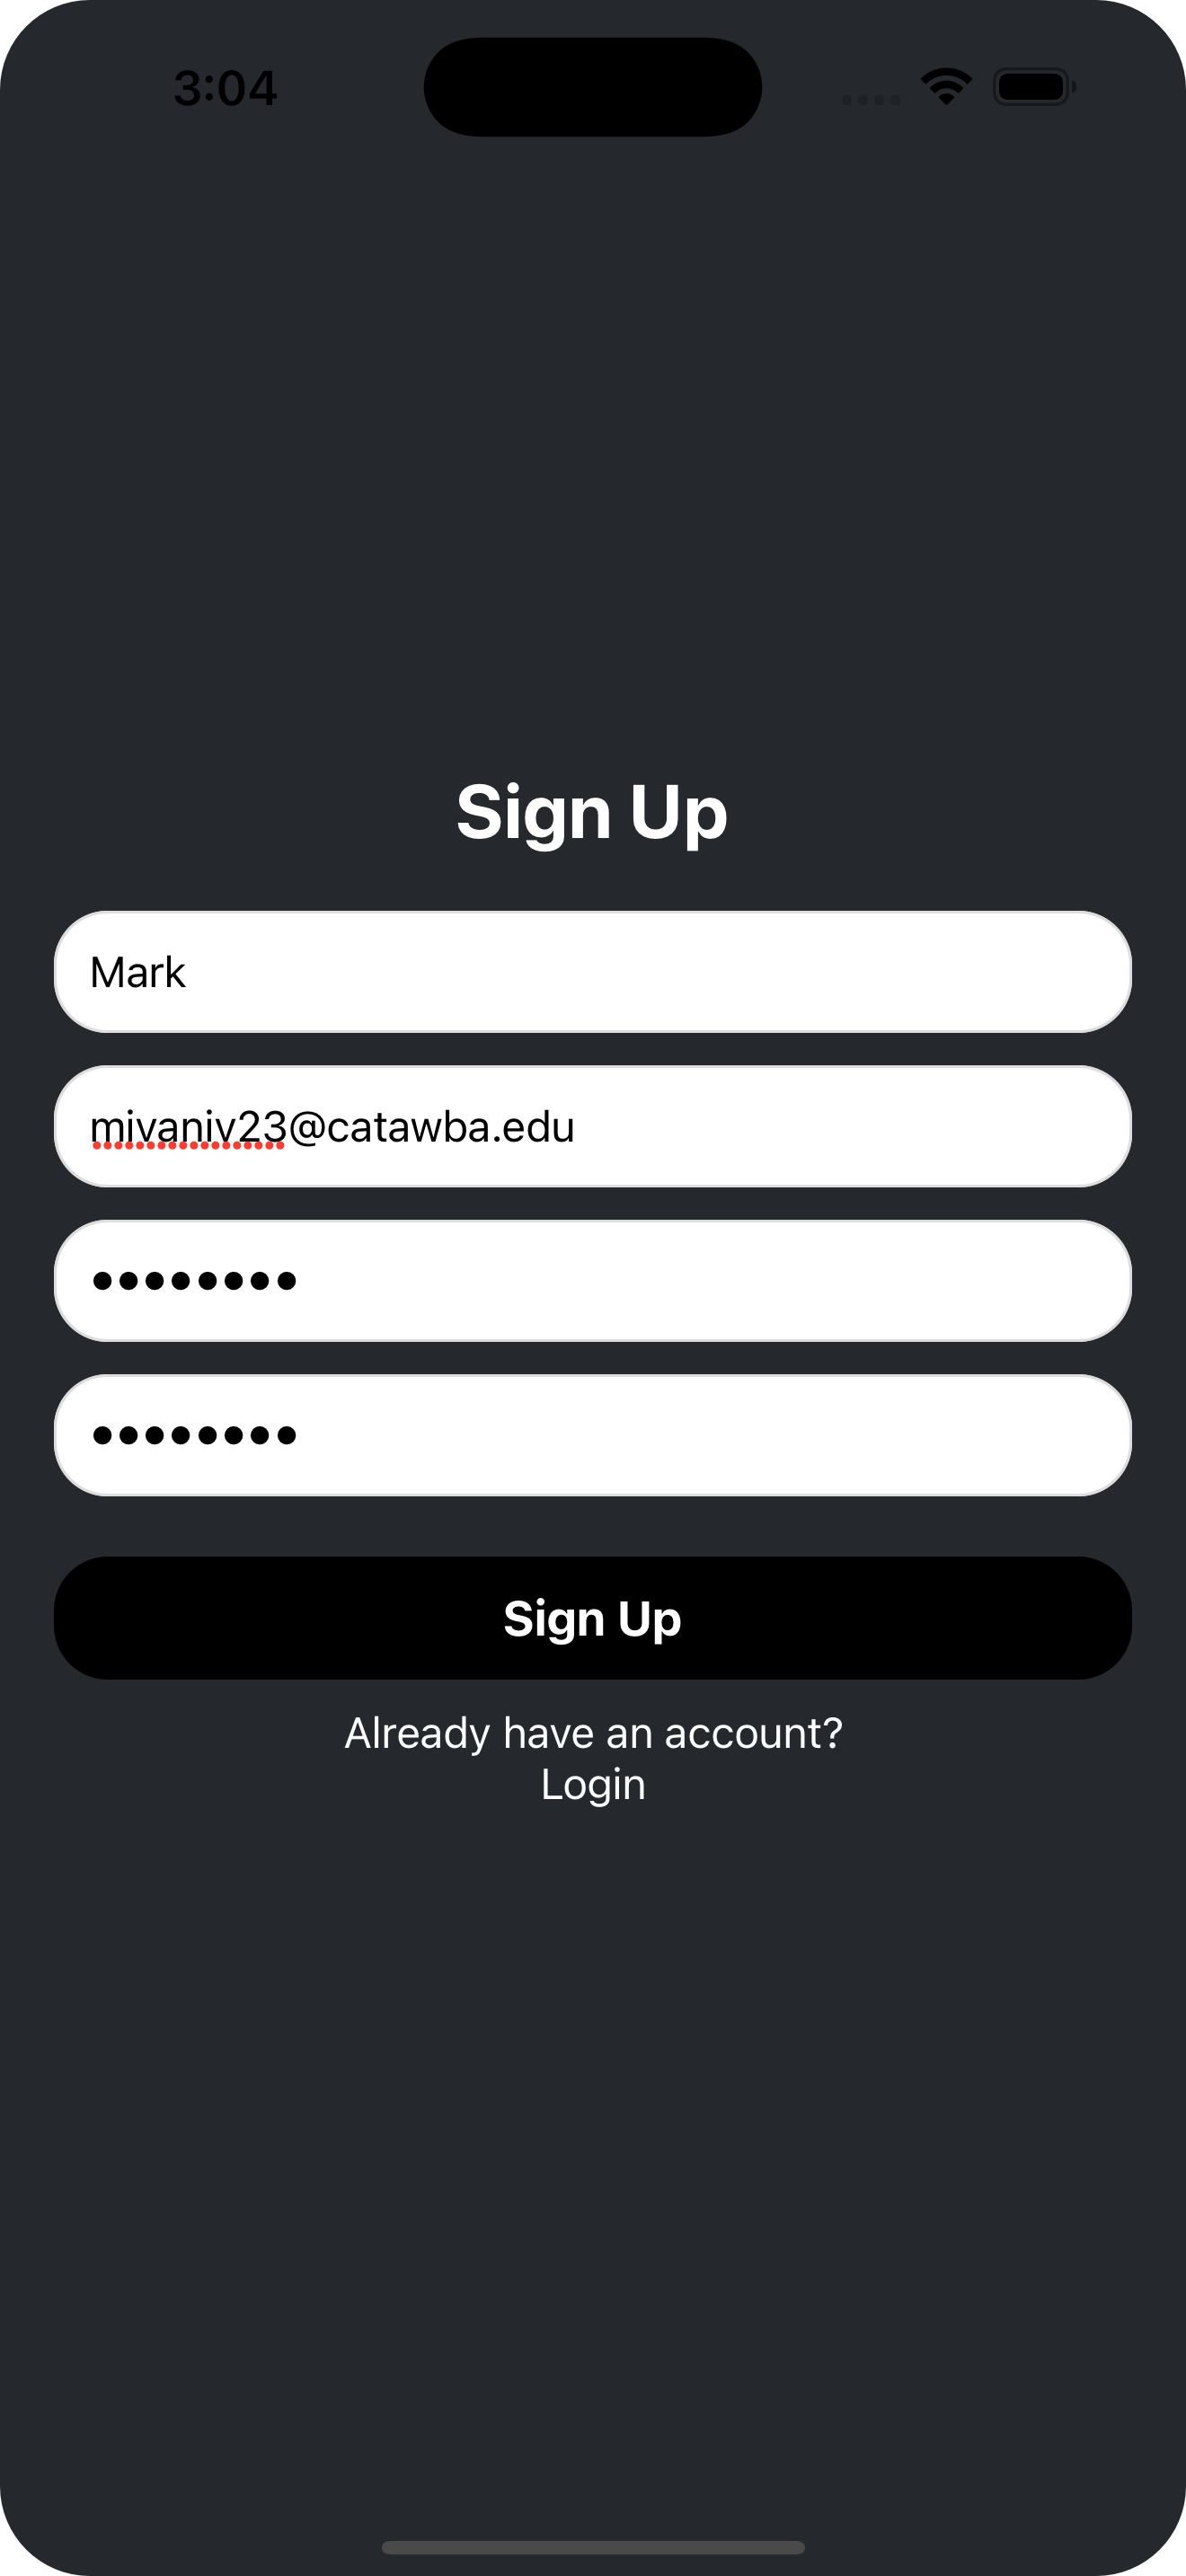 3:04
Sign Up
Mark
mivaniv23@catawba.edu
••••••••
••••••••
Sign Up
Already have an account?
Login